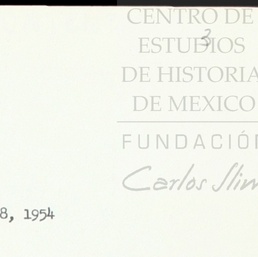 CENTRO DE
ESTUDIOS
3
DE HISTORIA
DE MEXICO
FUNDACIÓN
Carlos Slim
8, 1954